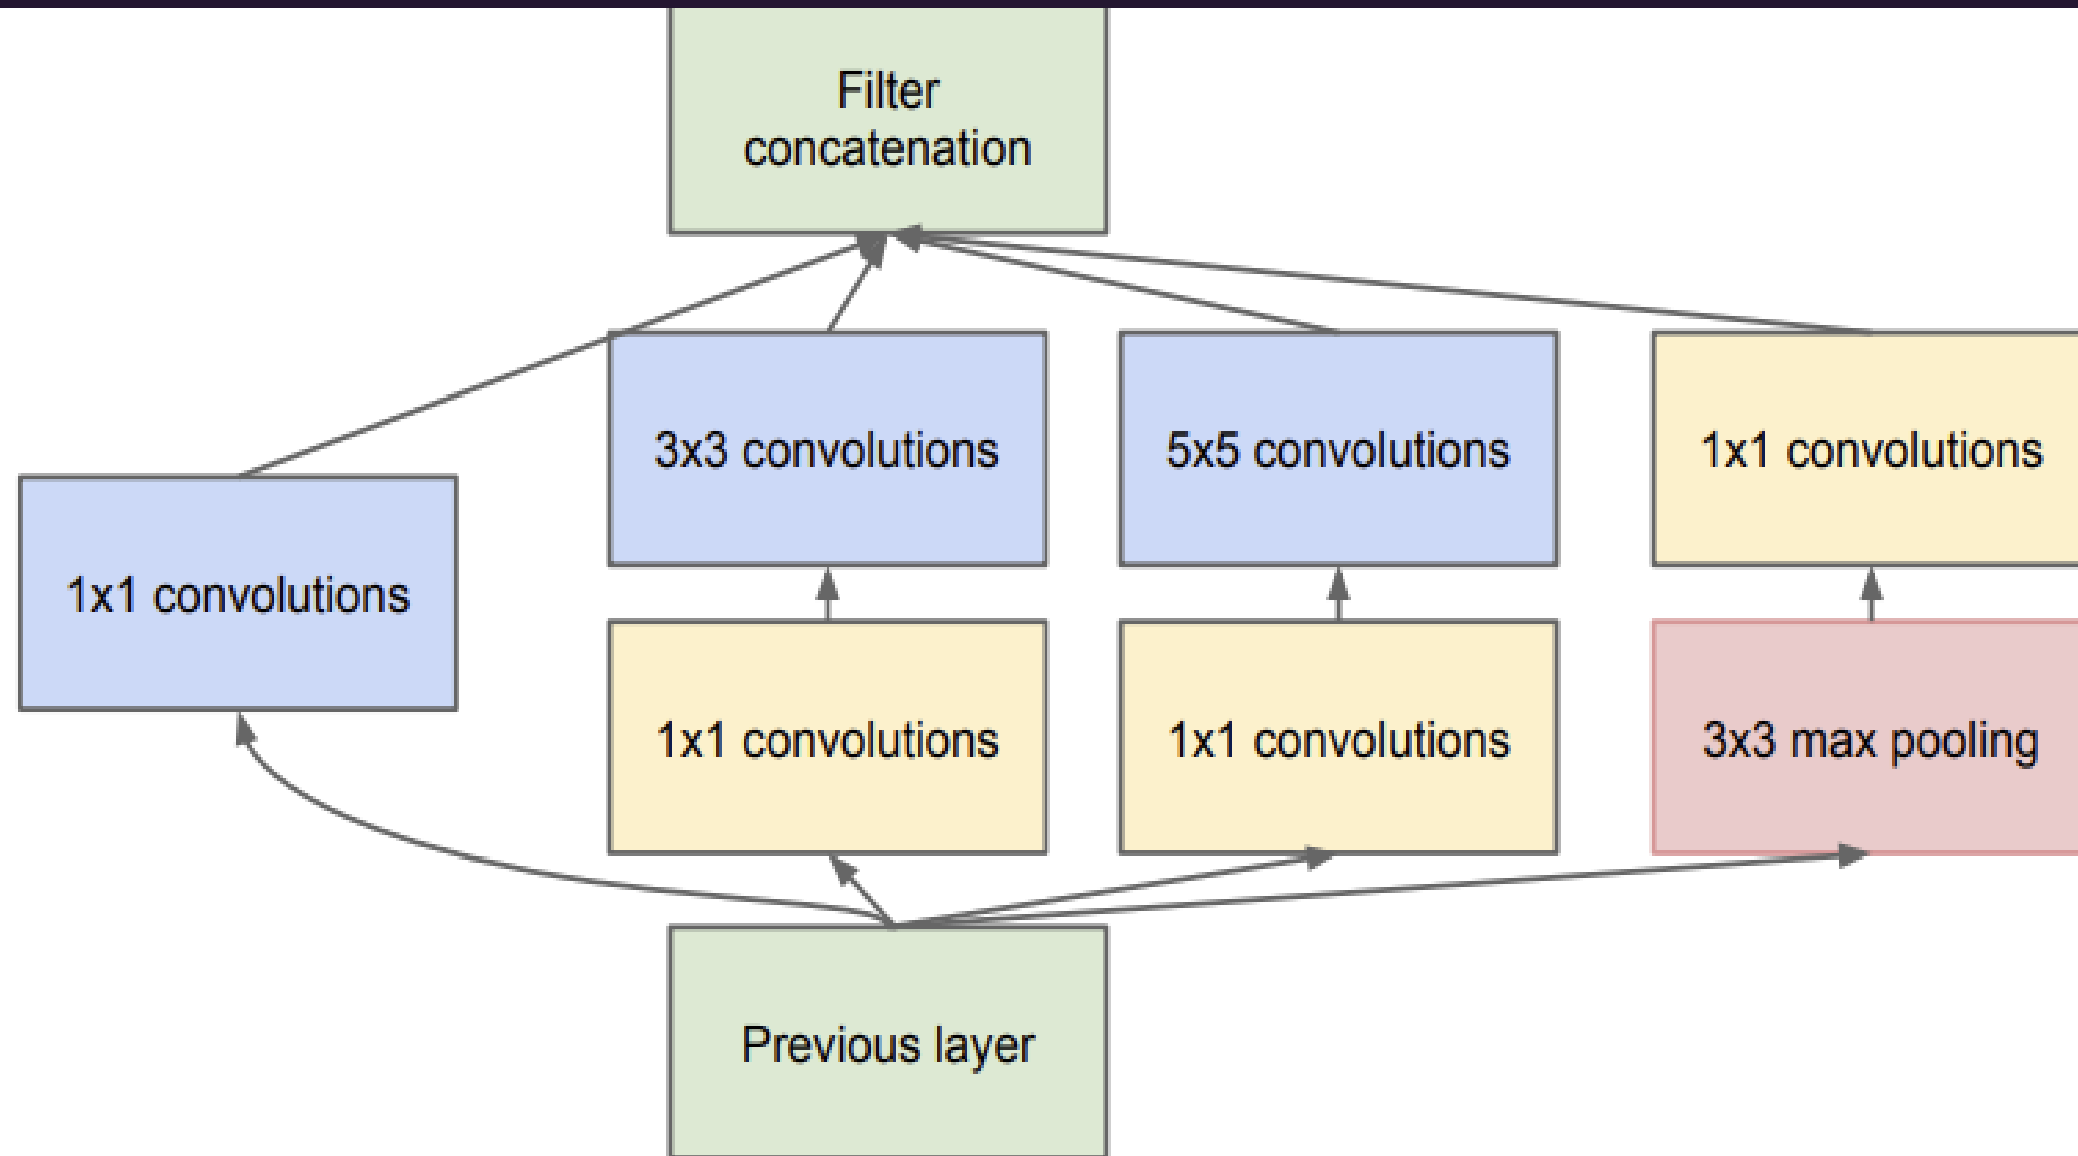 Filter
concatenation
3x3 convolutions
5x5 convolutions
1x1 convolutions
1x1 convolutions
1x1 convolutions
1x1 convolutions
3x3 max pooling
Previous layer